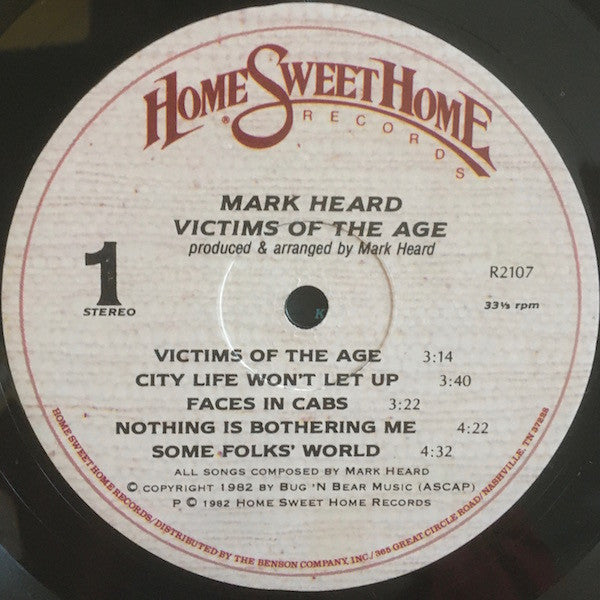 Home Sweet Home
®
RECORDS
MARK HEARD
VICTIMS OF THE AGE
produced & arranged by Mark Heard
1
STEREO
R2107
33⅓ rpm
VICTIMS OF THE AGE 3:14
CITY LIFE WON'T LET UP 3:40
FACES IN CABS 3:22
NOTHING IS BOTHERING ME 4:22
SOME FOLKS' WORLD 4:32
ALL SONGS COMPOSED BY MARK HEARD
© COPYRIGHT 1982 BY BUG 'N BEAR MUSIC (ASCAP)
P © 1982 HOME SWEET HOME RECORDS
HOME SWEET HOME RECORDS/DISTRIBUTED BY THE BENSON COMPANY, INC./365 GREAT CIRCLE ROAD/NASHVILLE, TN 37228